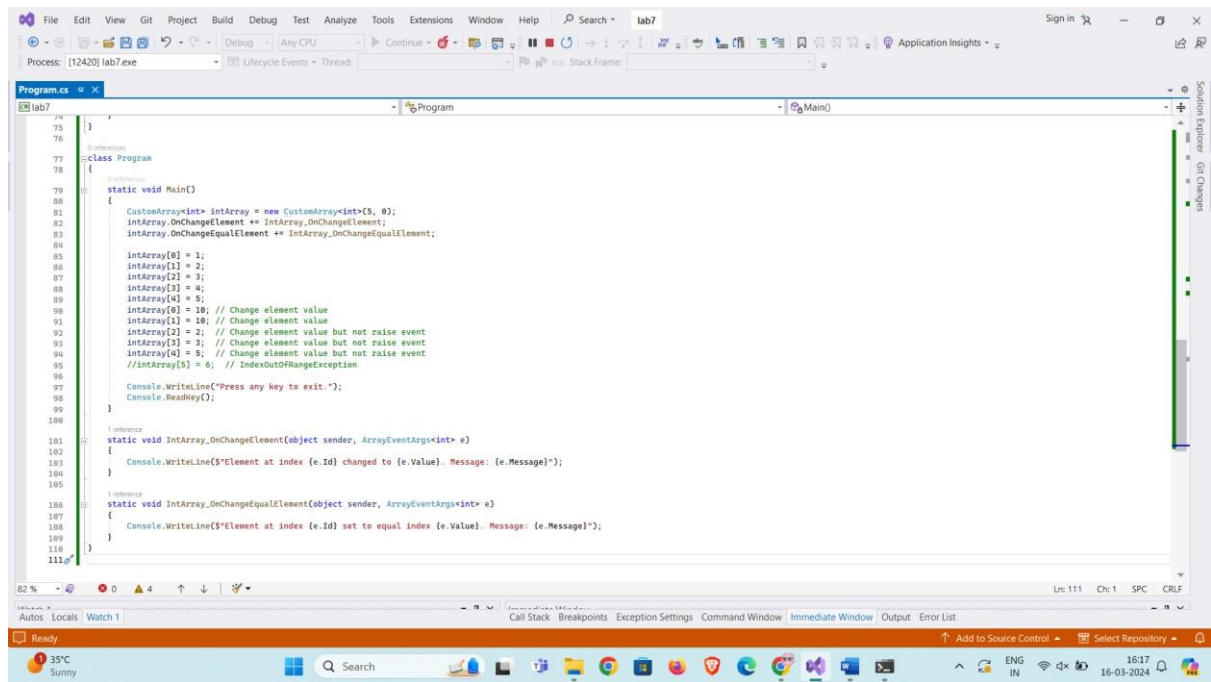 File Edit View Git Project Build Debug Test Analyze Tools Extensions Window Help Search lab7 Sign in
Debug Any CPU Continue Application Insights
Process: [12420] lab7.exe Lifecycle Events Thread: Stack Frame:
Program.cs
lab7 Program Main()
Solution Explorer
Git Changes
74 }
75 }
76
0 references
77 class Program
78 {
0 references
79 static void Main()
80 {
81 CustomArray<int> intArray = new CustomArray<int>(5, 0);
82 intArray.OnChangeElement += IntArray_OnChangeElement;
83 intArray.OnChangeEqualElement += IntArray_OnChangeEqualElement;
84
85 intArray[0] = 1;
86 intArray[1] = 2;
87 intArray[2] = 3;
88 intArray[3] = 4;
89 intArray[4] = 5;
90 intArray[0] = 10; // Change element value
91 intArray[1] = 10; // Change element value
92 intArray[2] = 2; // Change element value but not raise event
93 intArray[3] = 3; // Change element value but not raise event
94 intArray[4] = 5; // Change element value but not raise event
95 //intArray[5] = 6; // IndexOutOfRangeException
96
97 Console.WriteLine("Press any key to exit.");
98 Console.ReadKey();
99 }
100
1 reference
101 static void IntArray_OnChangeElement(object sender, ArrayEventArgs<int> e)
102 {
103 Console.WriteLine($"Element at index {e.Id} changed to {e.Value}. Message: {e.Message}");
104 }
105
1 reference
106 static void IntArray_OnChangeEqualElement(object sender, ArrayEventArgs<int> e)
107 {
108 Console.WriteLine($"Element at index {e.Id} set to equal index {e.Value}. Message: {e.Message}");
109 }
110 }
111
82 % 0 4 Ln: 111 Ch: 1 SPC CRLF
Autos Locals Watch 1 Call Stack Breakpoints Exception Settings Command Window Immediate Window Output Error List
Ready Add to Source Control Select Repository
35°C Search ENG 16:17
Sunny IN 16-03-2024